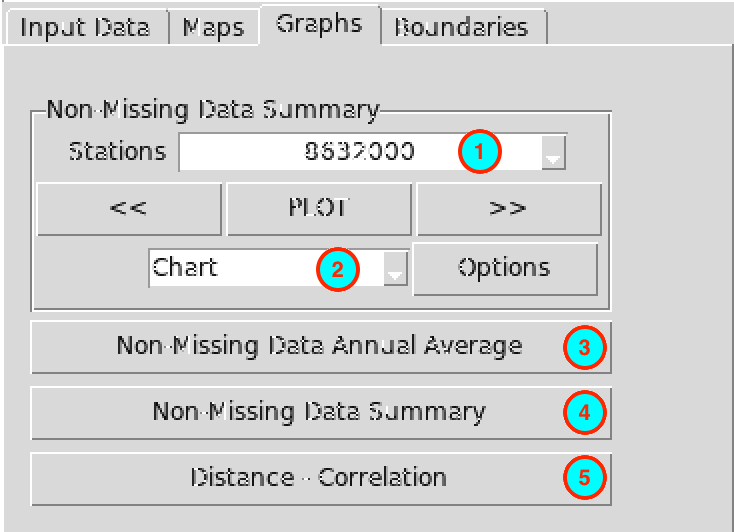 Input Data Maps Graphs Boundaries
Non-Missing Data Summary
Stations 8632000 1
<< PLOT >>
Chart 2 Options
Non-Missing Data Annual Average 3
Non-Missing Data Summary 4
Distance - Correlation 5